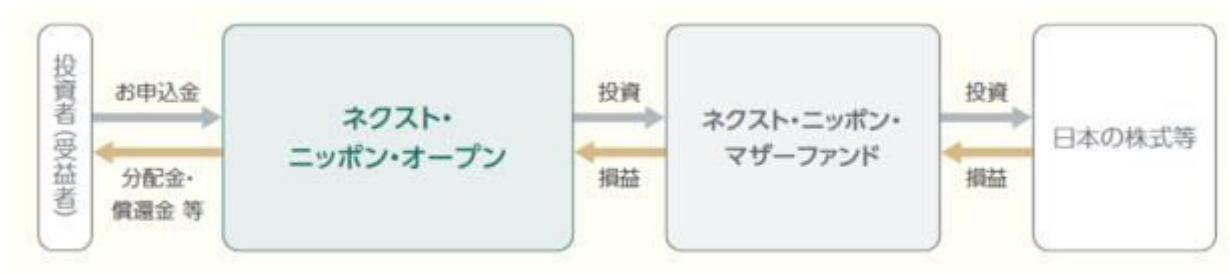 投資者(受益者)
お申込金
分配金・
償還金 等
ネクスト・
ニッポン・オープン
投資
損益
ネクスト・ニッポン・
マザーファンド
投資
損益
日本の株式等